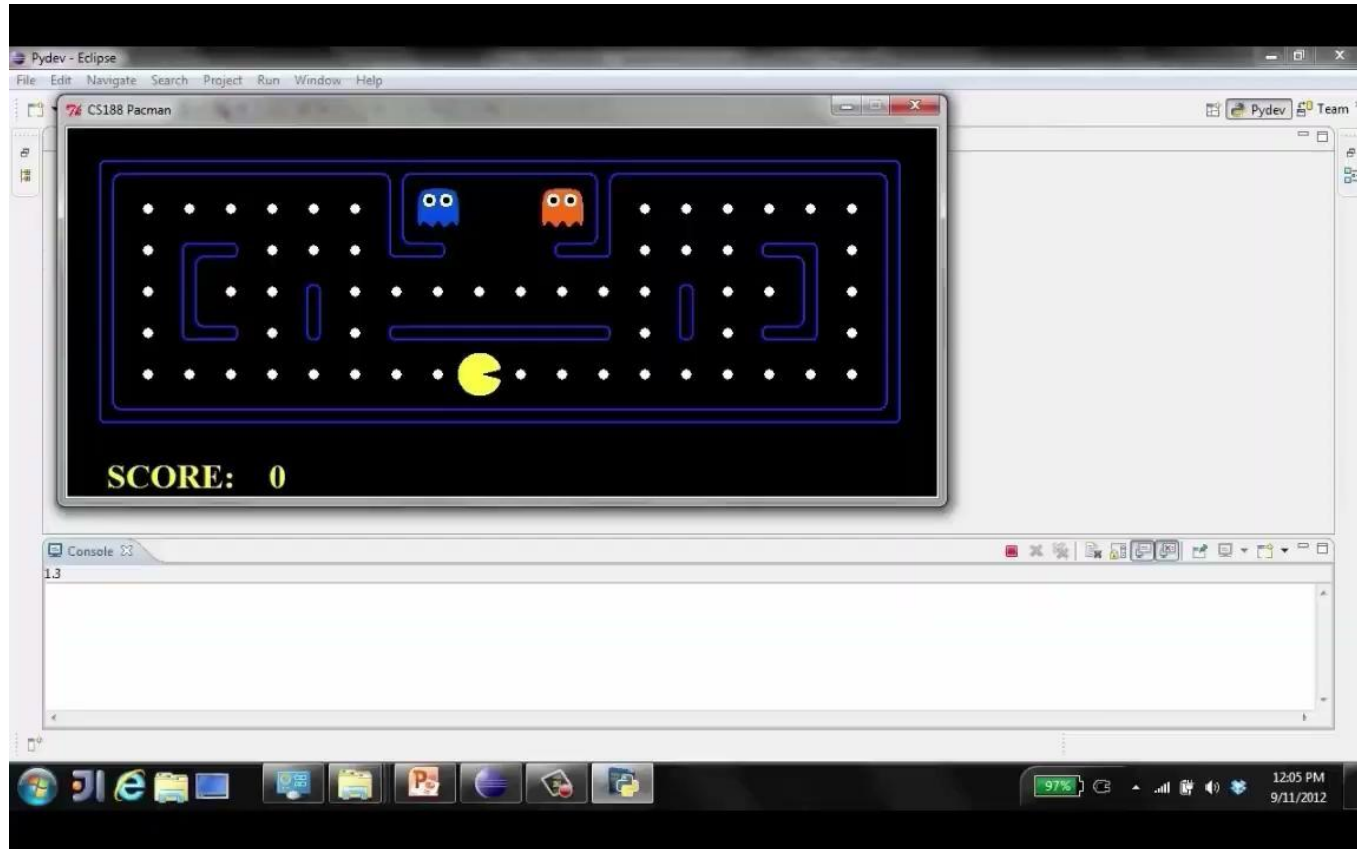 Pydev - Eclipse
File Edit Navigate Search Project Run Window Help
CS188 Pacman
Pydev Team
SCORE: 0
Console
1.3
97%
12:05 PM
9/11/2012